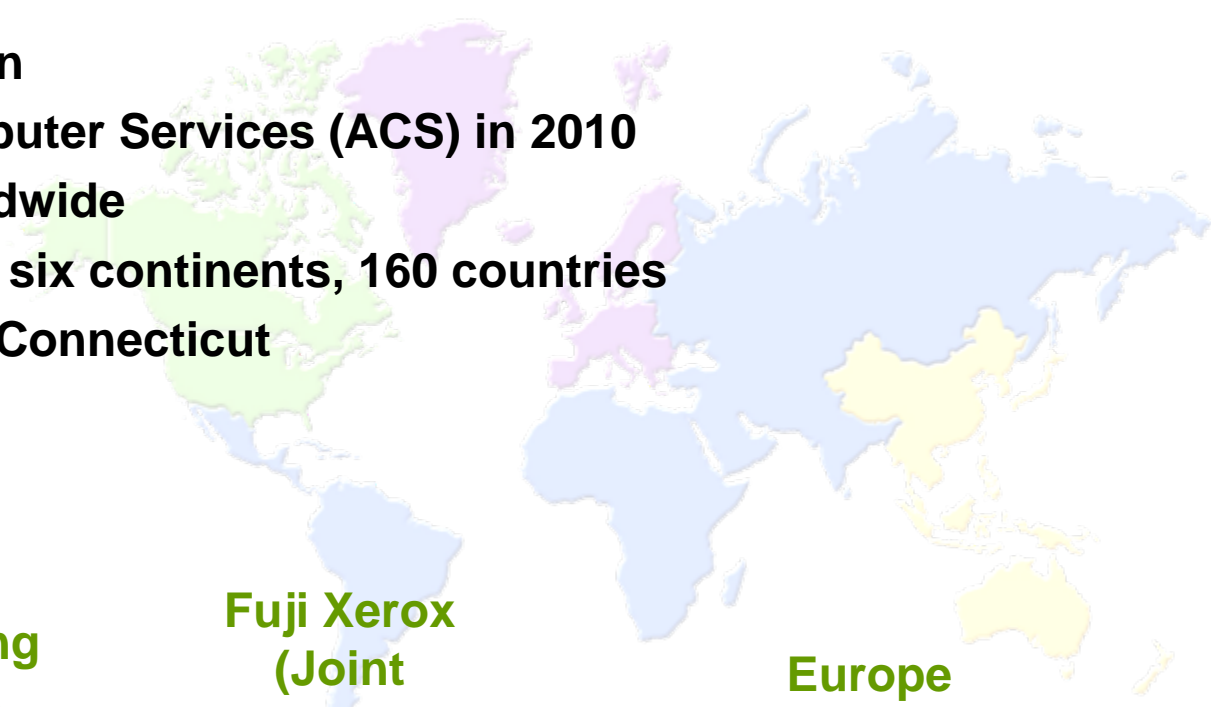 n
puter Services (ACS) in 2010
dwide
six continents, 160 countries
Connecticut
Fuji Xerox
ng
(Joint
Europe